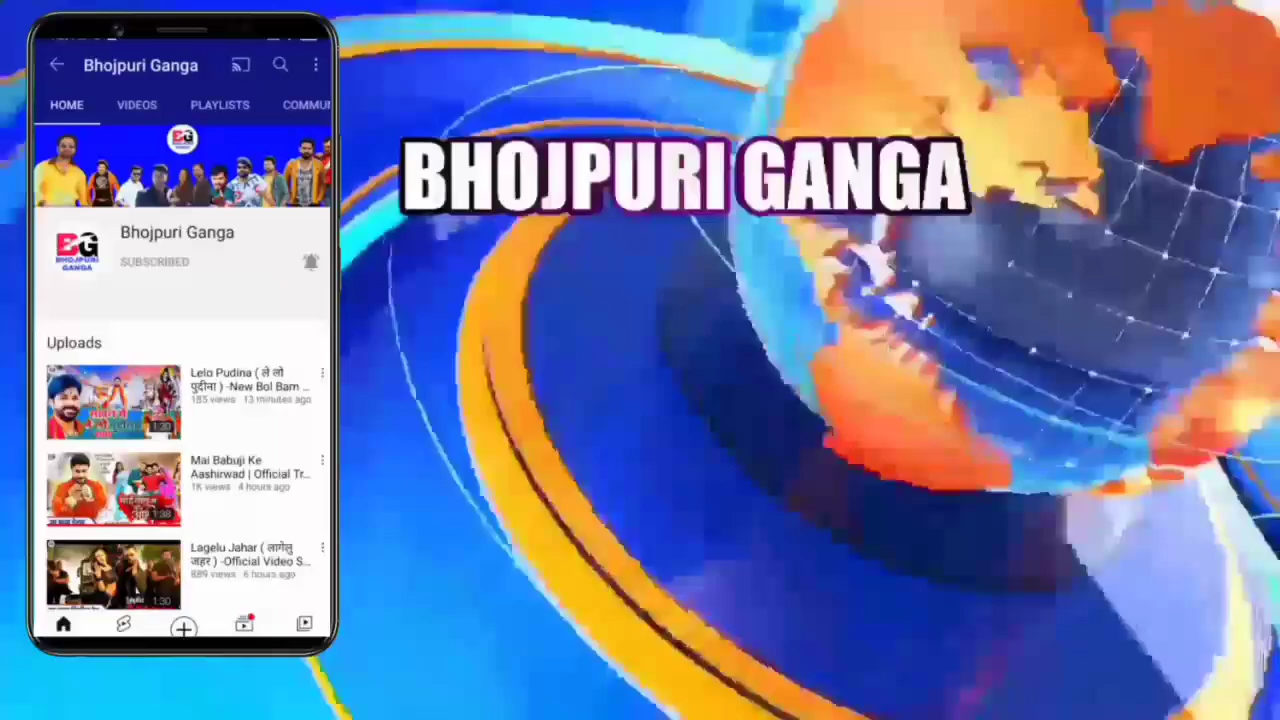 Bhojpuri Ganga
HOME VIDEOS PLAYLISTS COMMUN
BG
BHOJPURI GANGA
Bhojpuri Ganga
SUBSCRIBED
BG
BHOJPURI
GANGA
Uploads
Lelo Pudina ( ले लो
पुदीना ) -New Bol Bam ...
185 views 13 minutes ago
1:30
Mai Babuji Ke
Aashirwad | Official Tr...
1K views 4 hours ago
1:38
Lagelu Jahar ( लागेलु
जहर ) -Official Video S...
889 views 6 hours ago
1:30